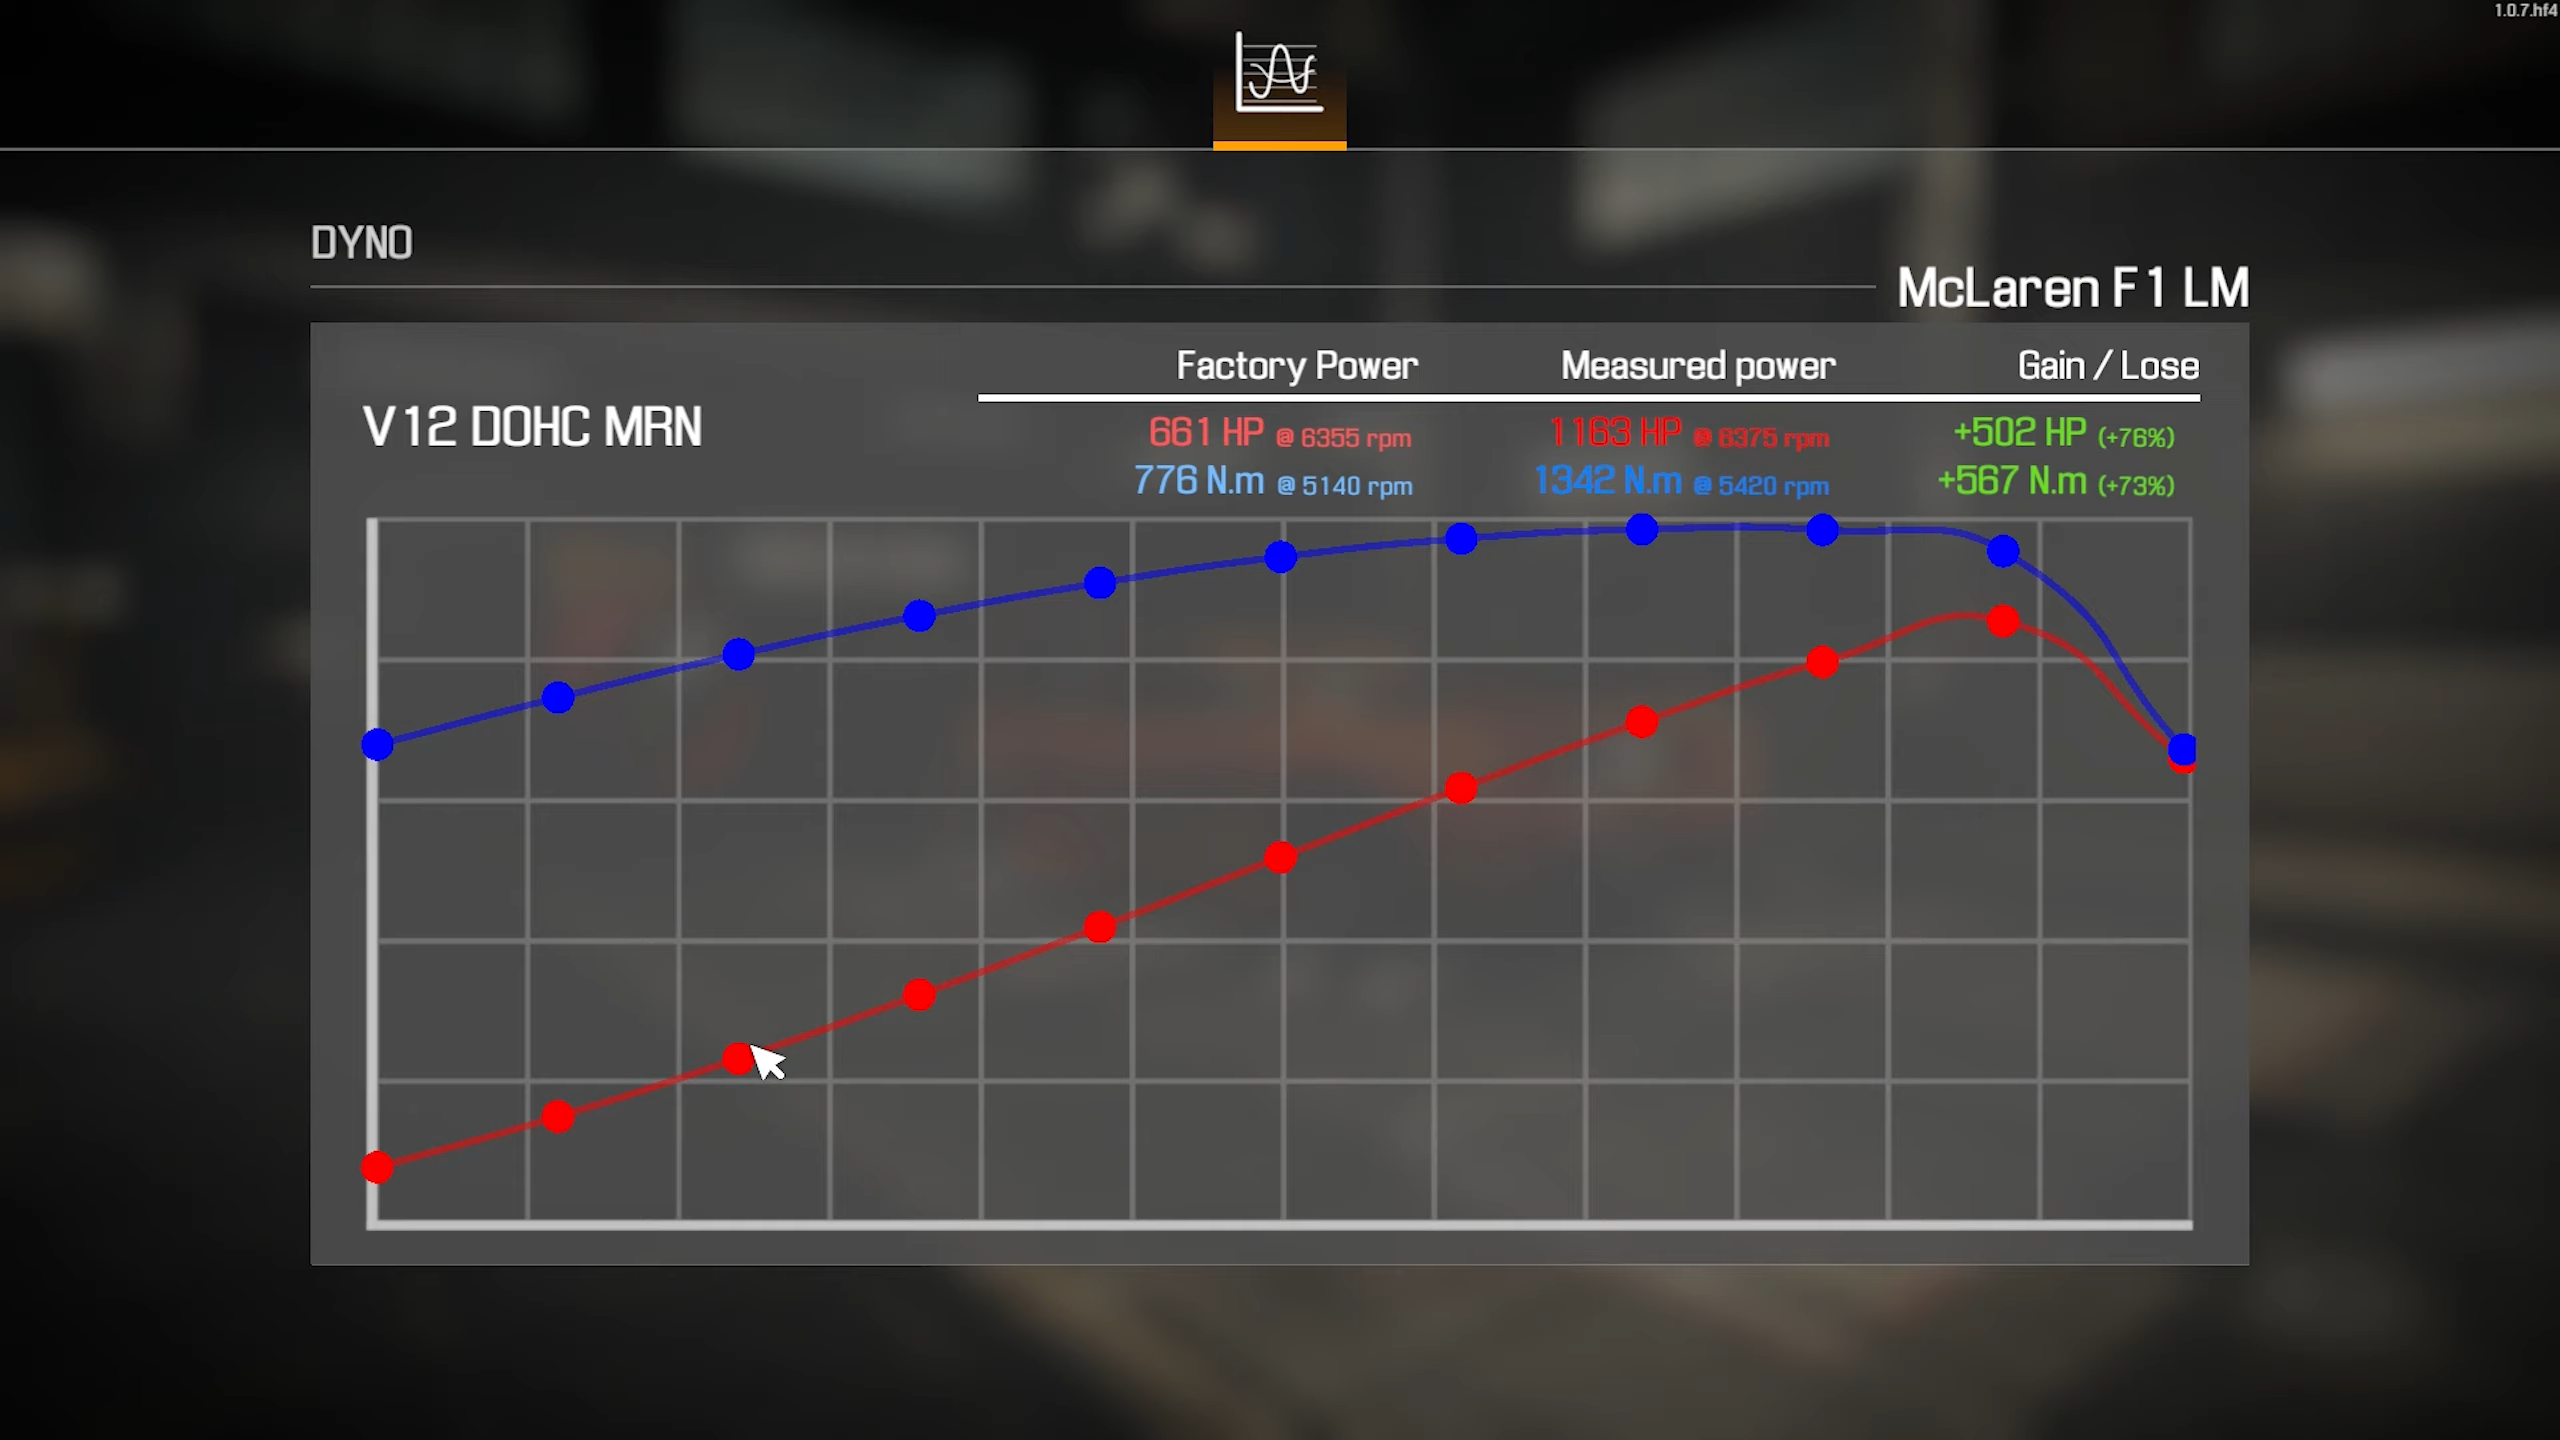 1.0.7.hf4
DYNO
McLaren F1 LM
Factory Power Measured power Gain / Lose
V12 DOHC MRN
661 HP @ 6355 rpm 1163 HP @ 6375 rpm +502 HP (+76%)
776 N.m @ 5140 rpm 1342 N.m @ 5420 rpm +567 N.m (+73%)